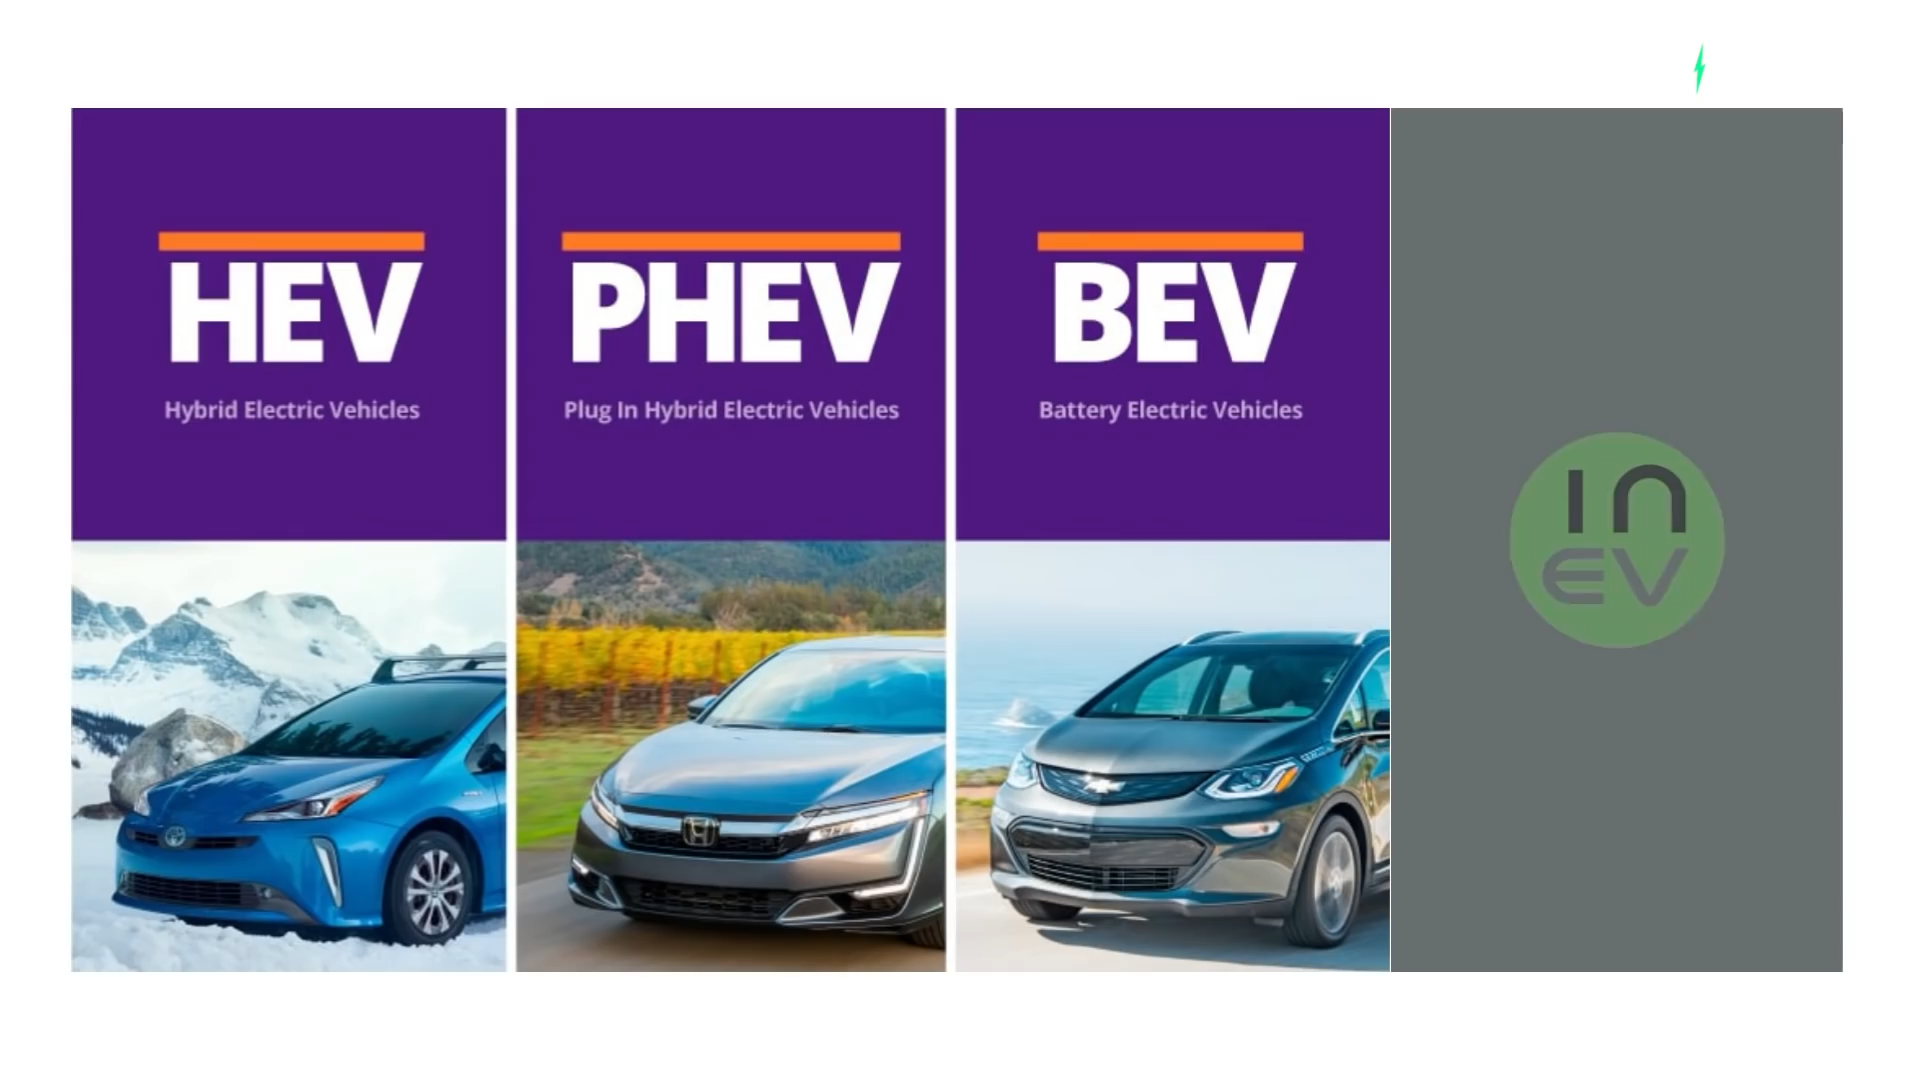 HEV
Hybrid Electric Vehicles
PHEV
Plug In Hybrid Electric Vehicles
BEV
Battery Electric Vehicles
IN
EV